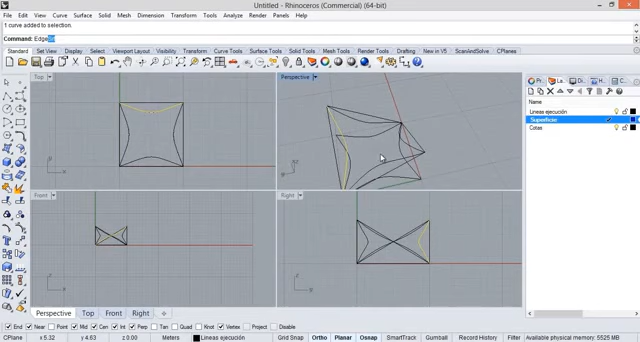 Untitled - Rhinoceros (Commercial) (64-bit)
File Edit View Curve Surface Solid Mesh Dimension Transform Tools Analyze Render Panels Help
1 curve added to selection.
Command: Edge
Standard Set View Display Select Viewport Layout Visibility Transform Curve Tools Surface Tools Solid Tools Mesh Tools Render Tools Drafting New in V5 ScanAndSolve CPlanes
Top
Perspective
Front
Right
Name
Lineas ejecución
Superficie
Cotas
Perspective Top Front Right
End Near Point Mid Cen Int Perp Tan Quad Knot Vertex Project Disable
CPlane x 5.32 y 4.63 z 0.00 Meters Lineas ejecución Grid Snap Ortho Planar Osnap SmartTrack Gumball Record History Filter Available physical memory: 5525 MB